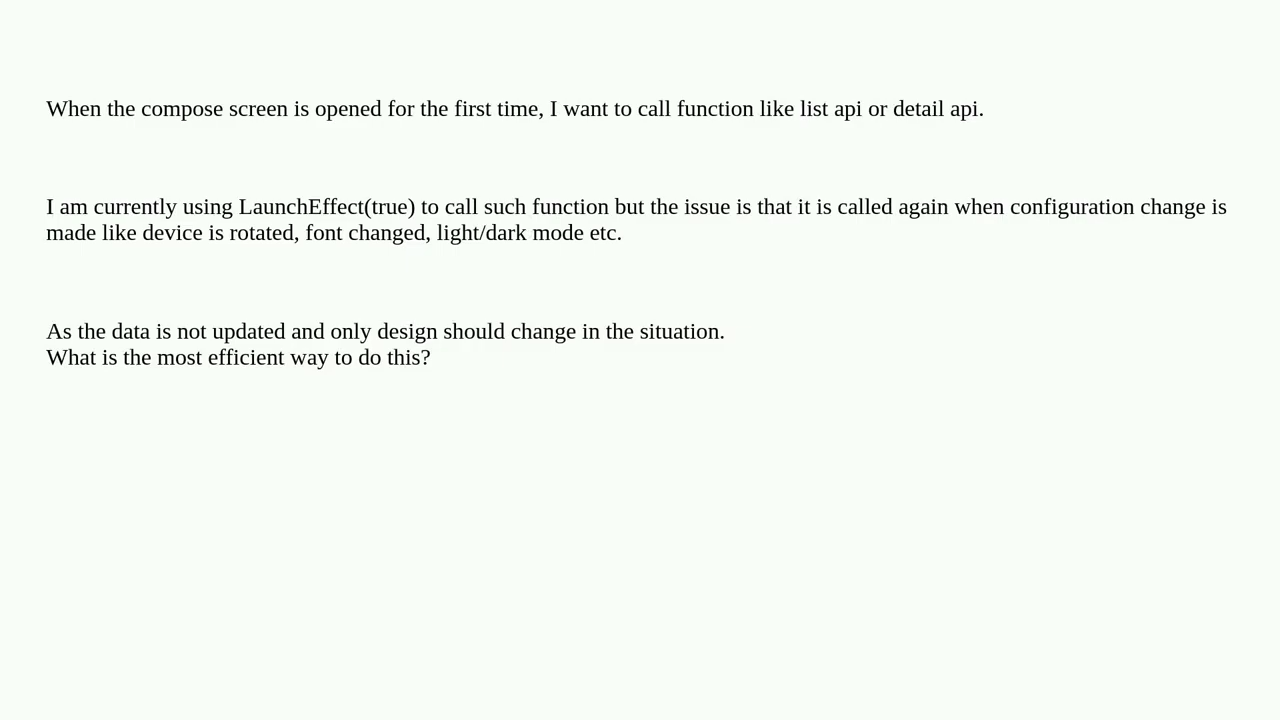 When the compose screen is opened for the first time, I want to call function like list api or detail api.
I am currently using LaunchEffect(true) to call such function but the issue is that it is called again when configuration change is
made like device is rotated, font changed, light/dark mode etc.
As the data is not updated and only design should change in the situation.
What is the most efficient way to do this?